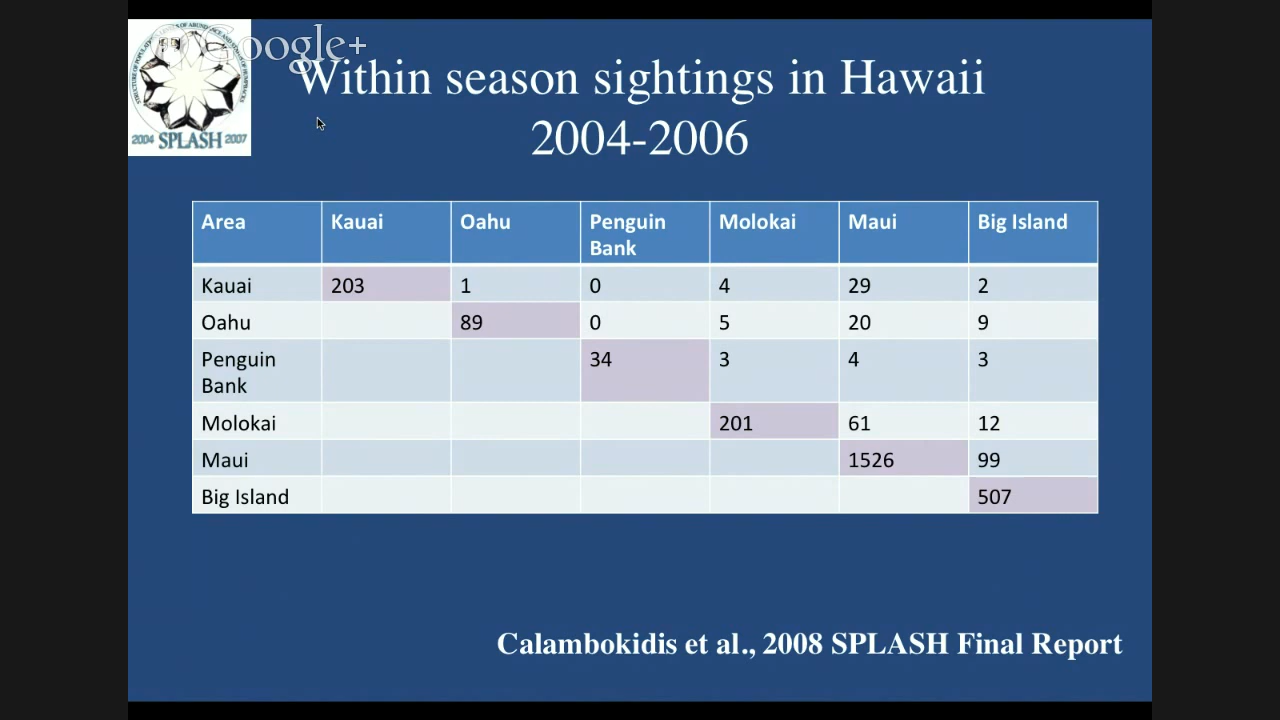 Google+
Within season sightings in Hawaii
2004-2006
2004 SPLASH 2007
Area Kauai Oahu Penguin Bank Molokai Maui Big Island
Kauai 203 1 0 4 29 2
Oahu 89 0 5 20 9
Penguin Bank 34 3 4 3
Molokai 201 61 12
Maui 1526 99
Big Island 507
Calambokidis et al., 2008 SPLASH Final Report